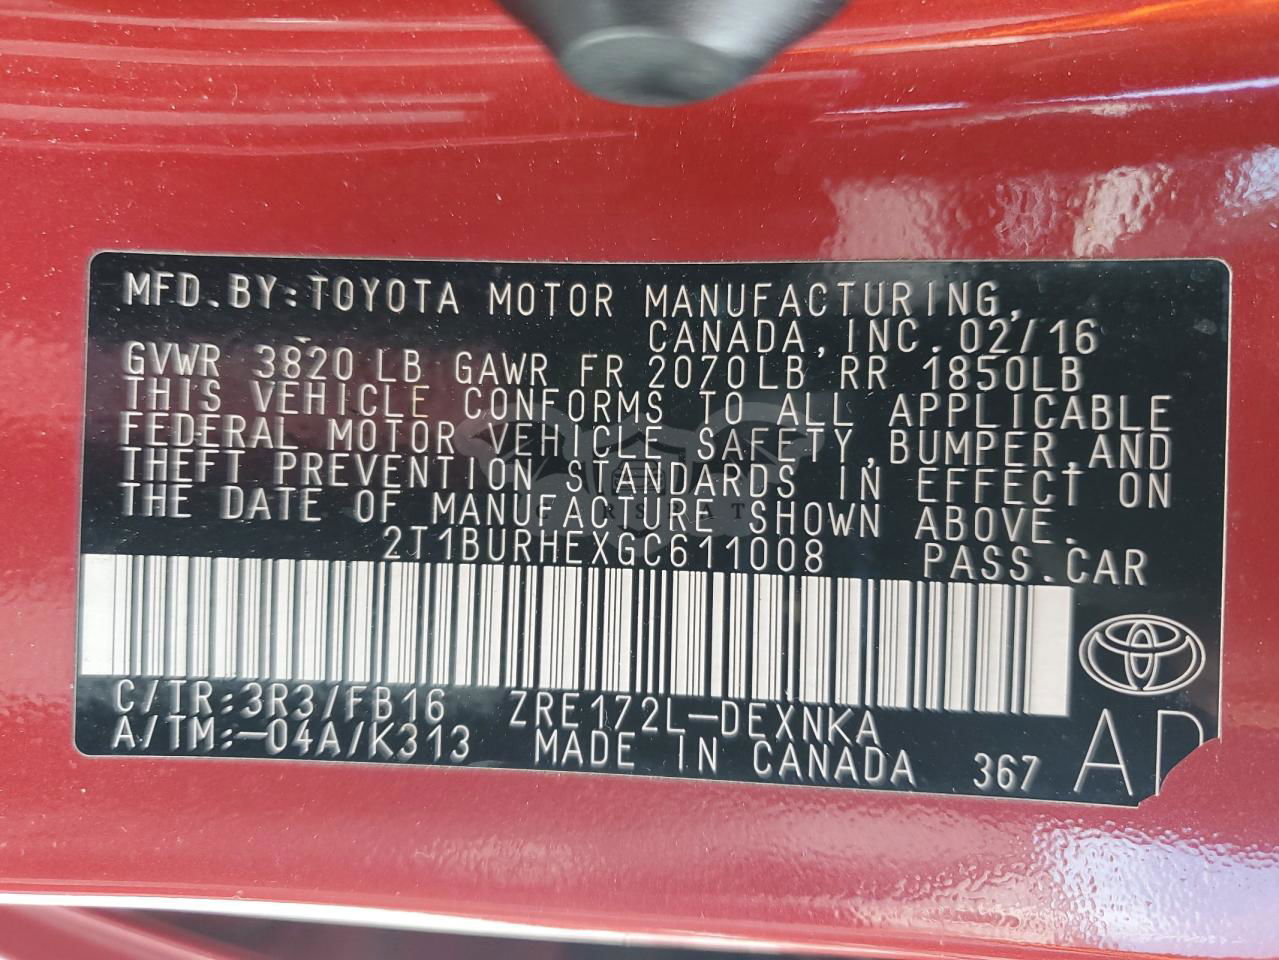 MFD.BY:TOYOTA MOTOR MANUFACTURING,
CANADA,INC.02/16
GVWR 3820LB GAWR FR 2070LB RR 1850LB
THIS VEHICLE CONFORMS TO ALL APPLICABLE
FEDERAL MOTOR VEHICLE SAFETY,BUMPER,AND
THEFT PREVENTION STANDARDS IN EFFECT ON
THE DATE OF MANUFACTURE SHOWN ABOVE.
2T1BURHEXGC611008 PASS.CAR
C/TR:3R3/FB16 ZRE172L-DEXNKA
A/TM:-04A/K313 MADE IN CANADA 367